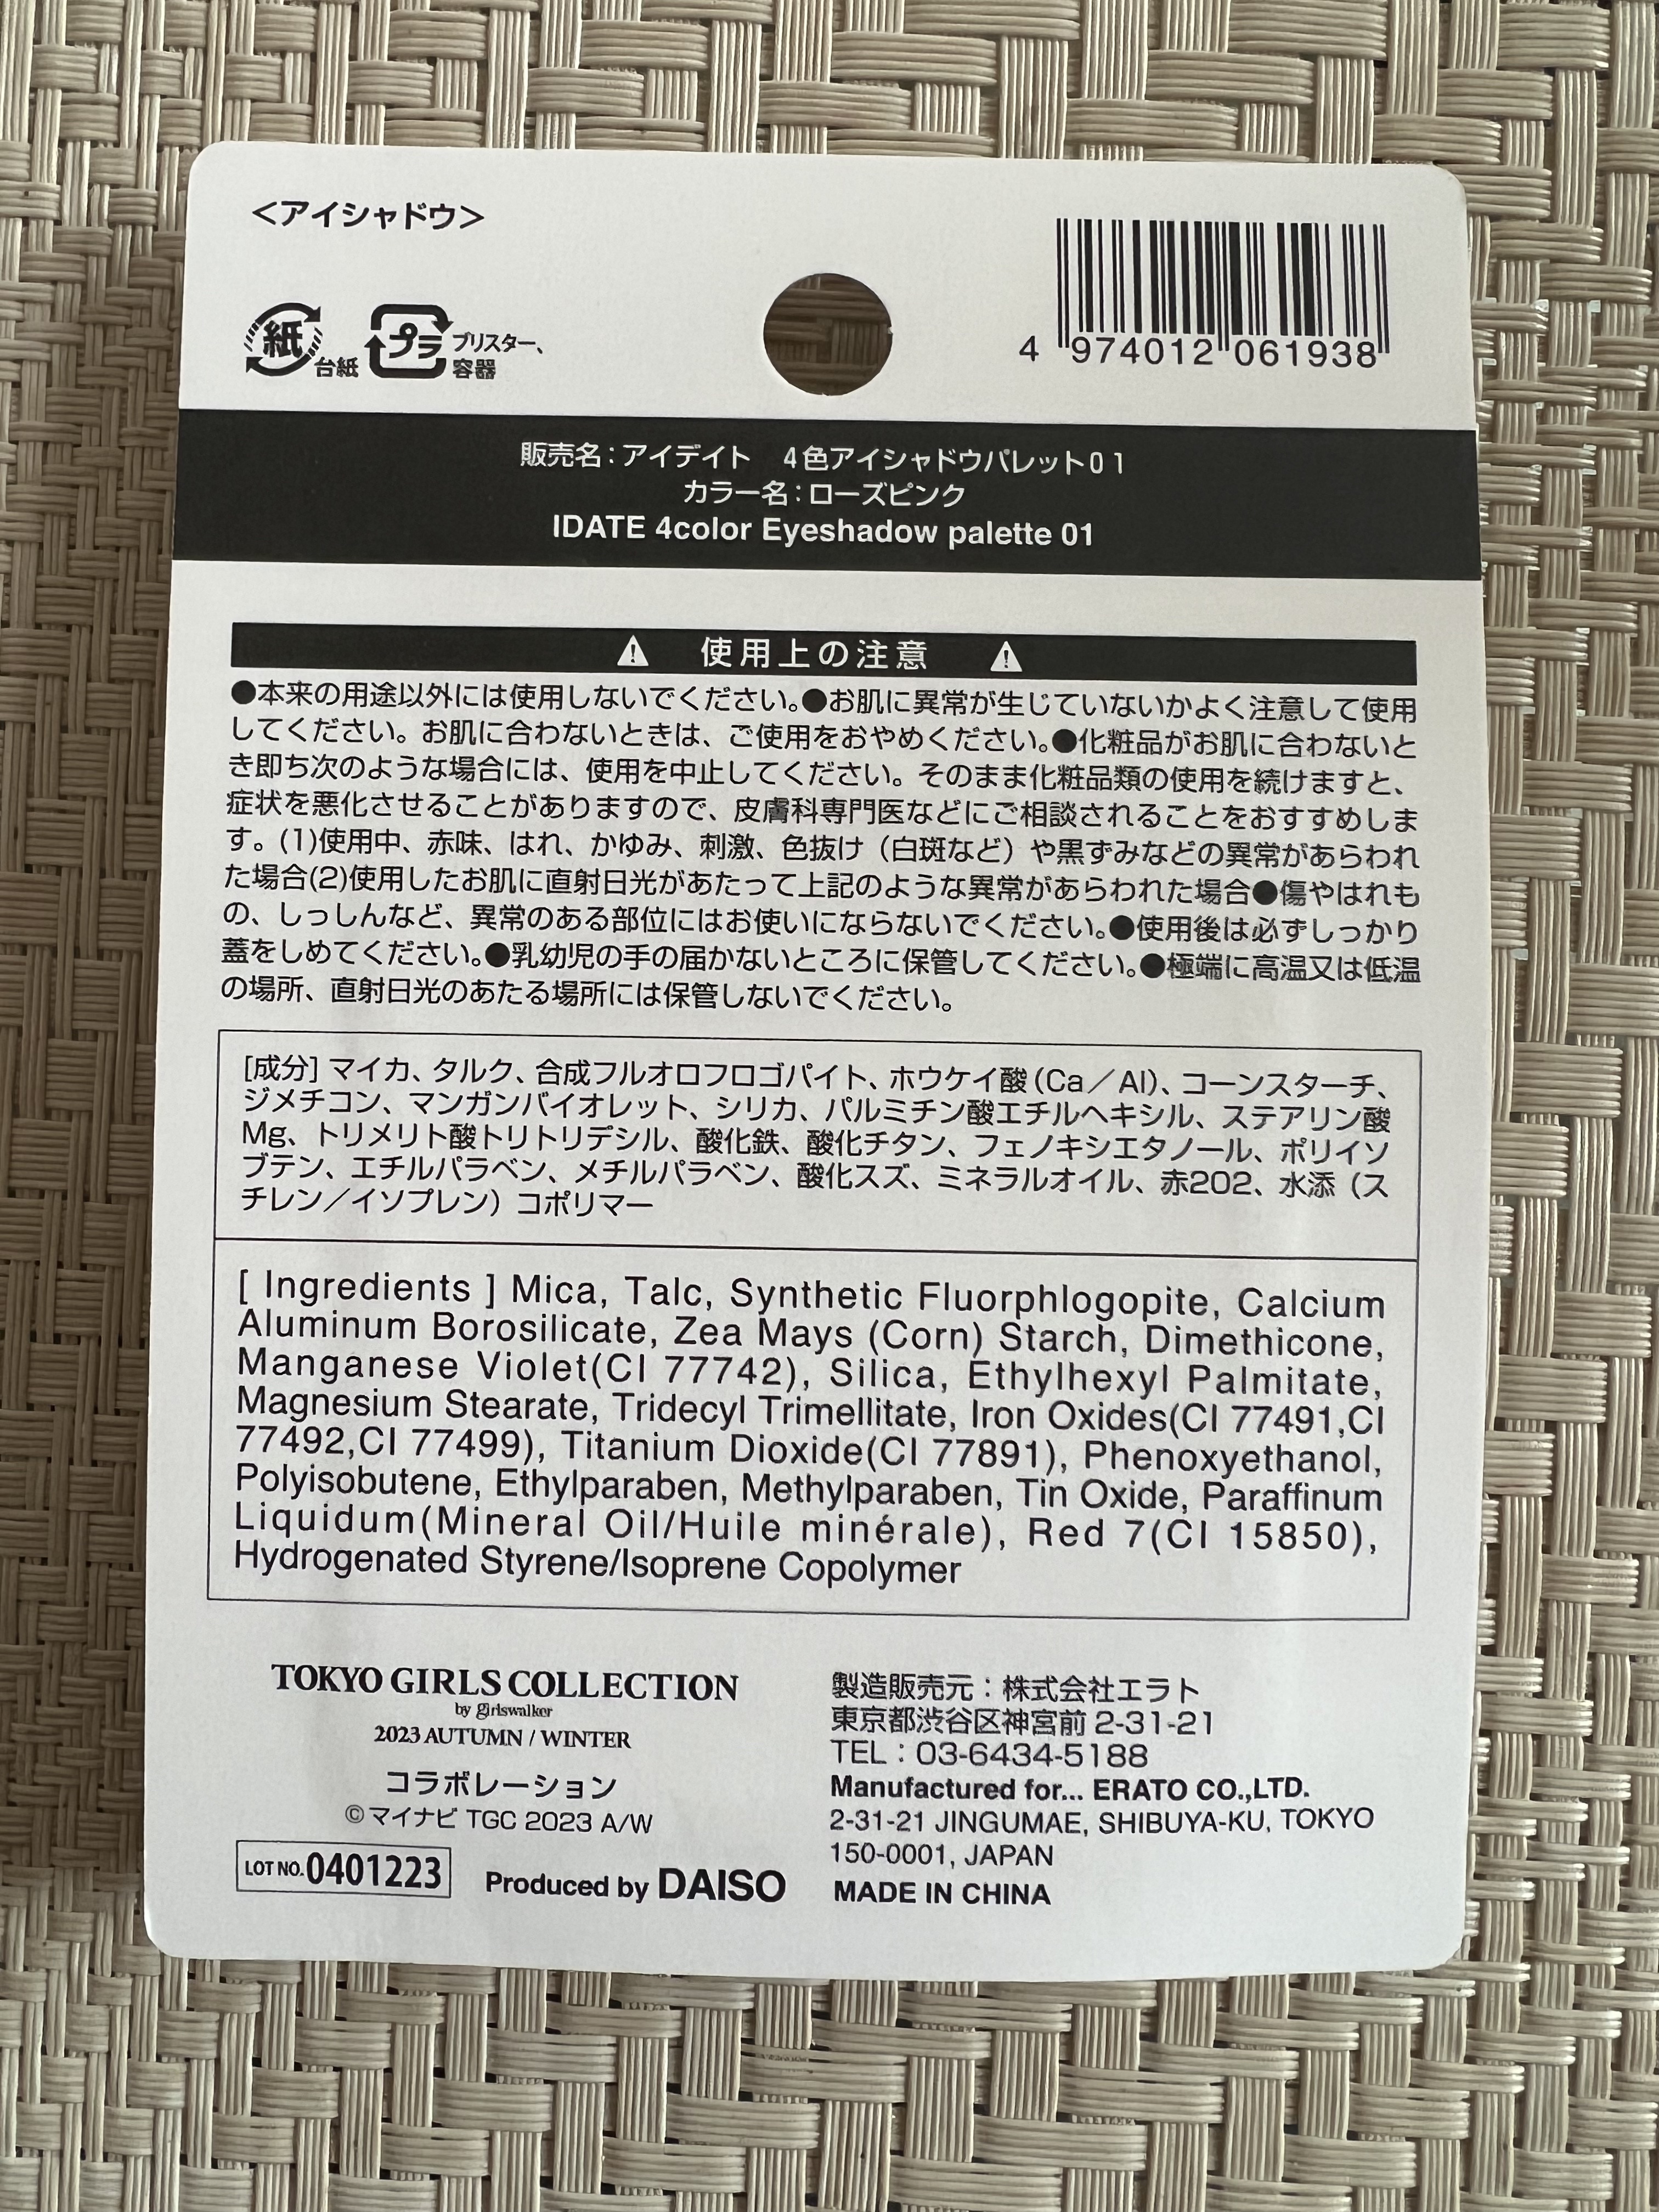 ＜アイシャドウ＞
紙 台紙
プラ ブリスター、
容器
4 974012 061938
販売名：アイデイト　4色アイシャドウパレット01
カラー名：ローズピンク
IDATE 4color Eyeshadow palette 01
使用上の注意
●本来の用途以外には使用しないでください。●お肌に異常が生じていないかよく注意して使用
してください。お肌に合わないときは、ご使用をおやめください。●化粧品がお肌に合わないと
き即ち次のような場合には、使用を中止してください。そのまま化粧品類の使用を続けますと、
症状を悪化させることがありますので、皮膚科専門医などにご相談されることをおすすめしま
す。(1)使用中、赤味、はれ、かゆみ、刺激、色抜け（白斑など）や黒ずみなどの異常があらわれ
た場合(2)使用したお肌に直射日光があたって上記のような異常があらわれた場合●傷やはれも
の、しっしんなど、異常のある部位にはお使いにならないでください。●使用後は必ずしっかり
蓋をしめてください。●乳幼児の手の届かないところに保管してください。●極端に高温又は低温
の場所、直射日光のあたる場所には保管しないでください。
[成分] マイカ、タルク、合成フルオロフロゴパイト、ホウケイ酸（Ca／Al）、コーンスターチ、
ジメチコン、マンガンバイオレット、シリカ、パルミチン酸エチルヘキシル、ステアリン酸
Mg、トリメリト酸トリトリデシル、酸化鉄、酸化チタン、フェノキシエタノール、ポリイソ
ブテン、エチルパラベン、メチルパラベン、酸化スズ、ミネラルオイル、赤202、水添（ス
チレン／イソプレン）コポリマー
[ Ingredients ] Mica, Talc, Synthetic Fluorphlogopite, Calcium
Aluminum Borosilicate, Zea Mays (Corn) Starch, Dimethicone,
Manganese Violet(CI 77742), Silica, Ethylhexyl Palmitate,
Magnesium Stearate, Tridecyl Trimellitate, Iron Oxides(CI 77491,CI
77492,CI 77499), Titanium Dioxide(CI 77891), Phenoxyethanol,
Polyisobutene, Ethylparaben, Methylparaben, Tin Oxide, Paraffinum
Liquidum(Mineral Oil/Huile minérale), Red 7(CI 15850),
Hydrogenated Styrene/Isoprene Copolymer
TOKYO GIRLS COLLECTION
by girlswalker
2023 AUTUMN / WINTER
コラボレーション
©マイナビ TGC 2023 A/W
LOT NO. 0401223
Produced by DAISO
製造販売元：株式会社エラト
東京都渋谷区神宮前 2-31-21
TEL：03-6434-5188
Manufactured for... ERATO CO.,LTD.
2-31-21 JINGUMAE, SHIBUYA-KU, TOKYO
150-0001, JAPAN
MADE IN CHINA